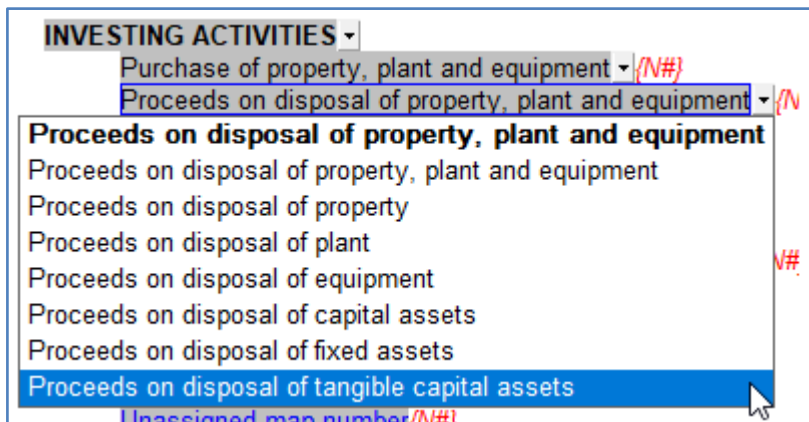 INVESTING ACTIVITIES
Purchase of property, plant and equipment {N#}
Proceeds on disposal of property, plant and equipment {N
Proceeds on disposal of property, plant and equipment
Proceeds on disposal of property, plant and equipment
Proceeds on disposal of property
Proceeds on disposal of plant
Proceeds on disposal of equipment
N#}
Proceeds on disposal of capital assets
Proceeds on disposal of fixed assets
Proceeds on disposal of tangible capital assets
Unassigned map number {N#}